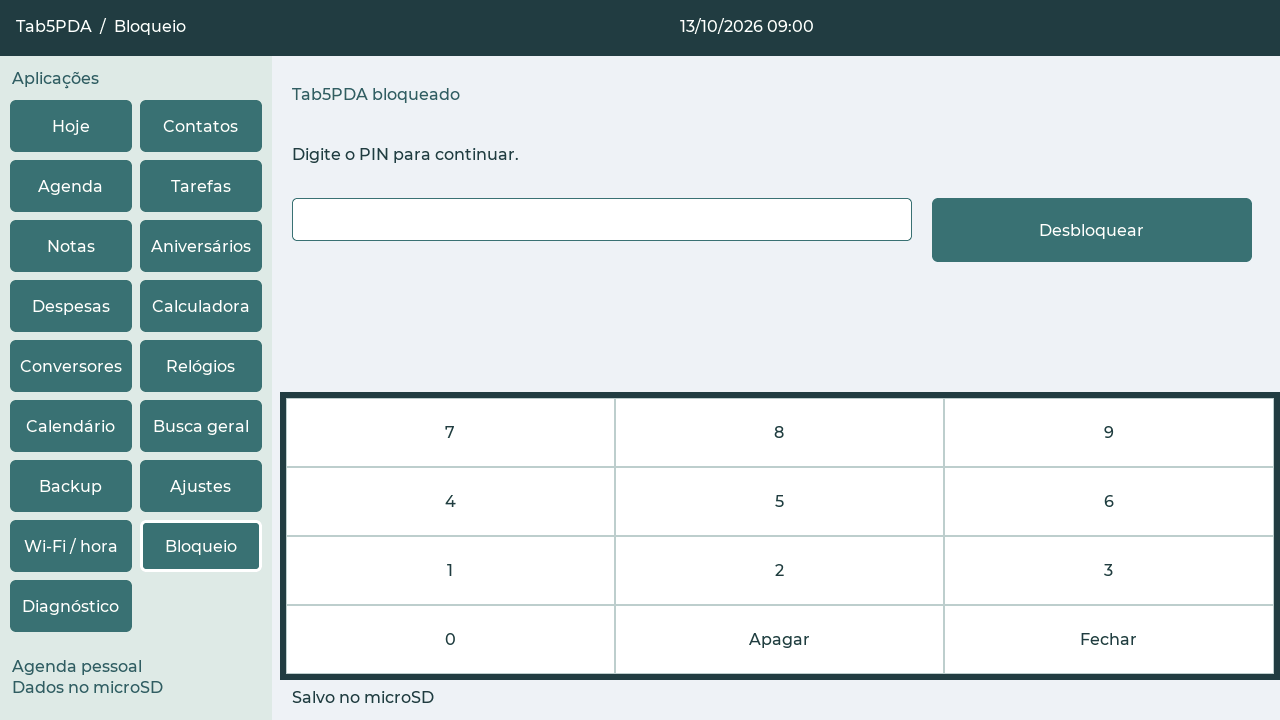 Tab5PDA / Bloqueio
13/10/2026 09:00
Aplicações
Hoje
Contatos
Agenda
Tarefas
Notas
Aniversários
Despesas
Calculadora
Conversores
Relógios
Calendário
Busca geral
Backup
Ajustes
Wi-Fi / hora
Bloqueio
Diagnóstico
Agenda pessoal
Dados no microSD
Tab5PDA bloqueado
Digite o PIN para continuar.
Desbloquear
7 8 9
4 5 6
1 2 3
0 Apagar Fechar
Salvo no microSD